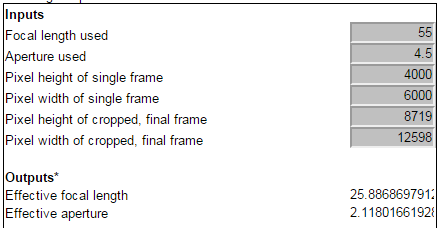 Inputs
Focal length used 55
Aperture used 4.5
Pixel height of single frame 4000
Pixel width of single frame 6000
Pixel height of cropped, final frame 8719
Pixel width of cropped, final frame 12598
Outputs*
Effective focal length 25.8868697912
Effective aperture 2.1180166192